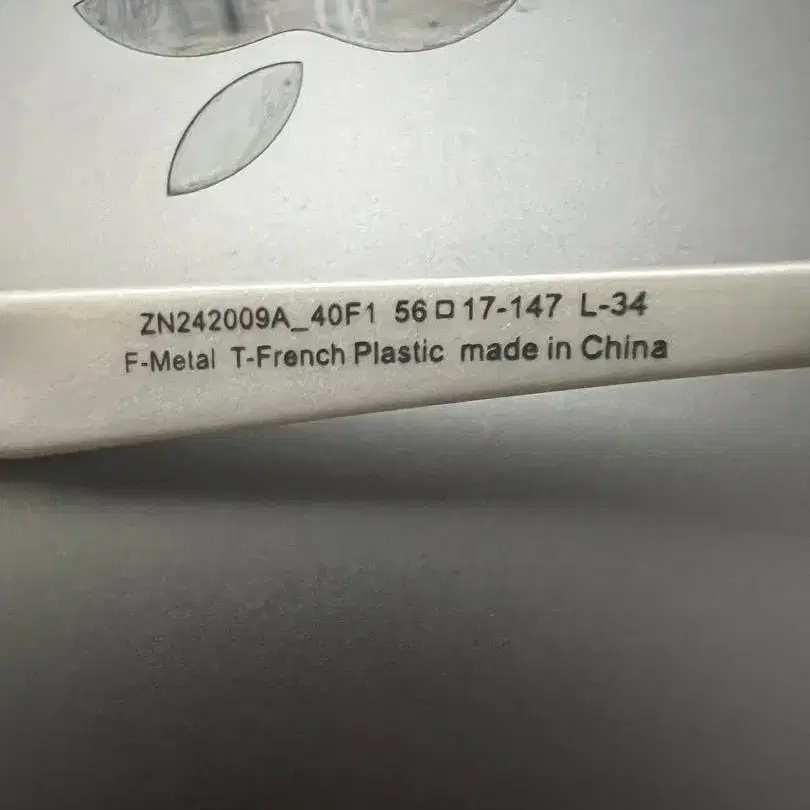 ZN242009A_40F1 56□17-147 L-34
F-Metal T-French Plastic made in China